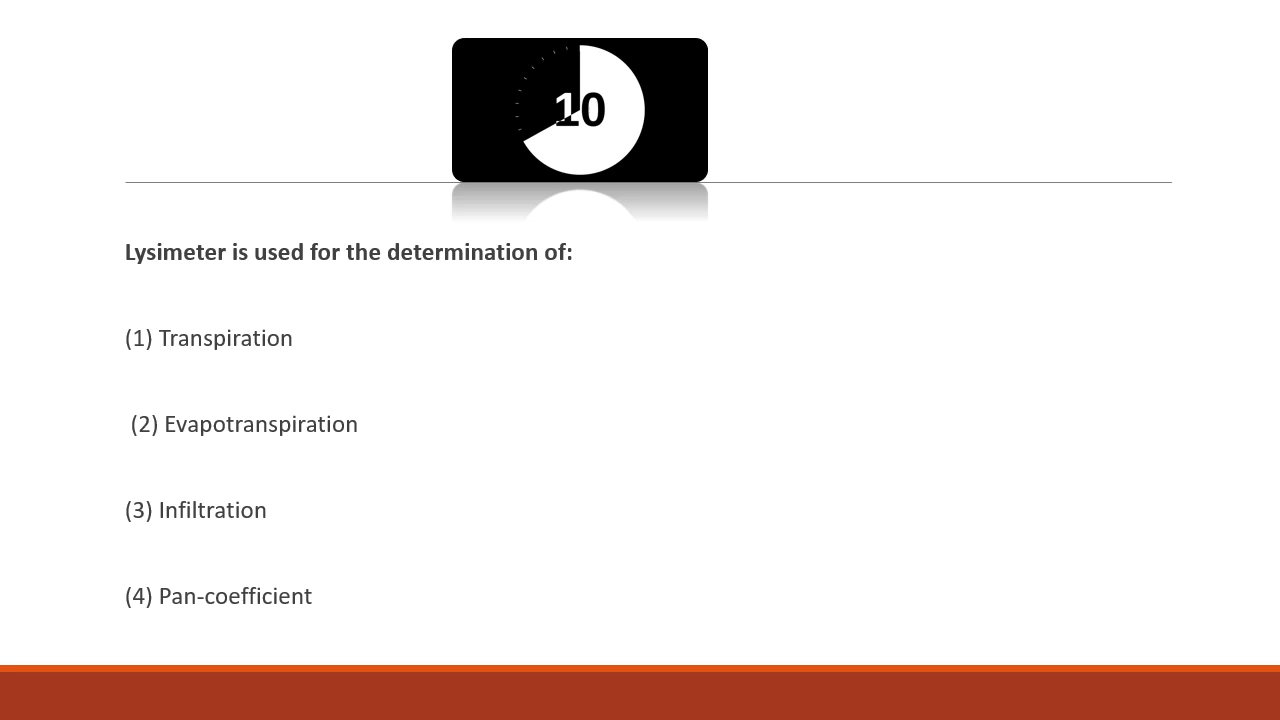 10
Lysimeter is used for the determination of:
(1) Transpiration
(2) Evapotranspiration
(3) Infiltration
(4) Pan-coefficient